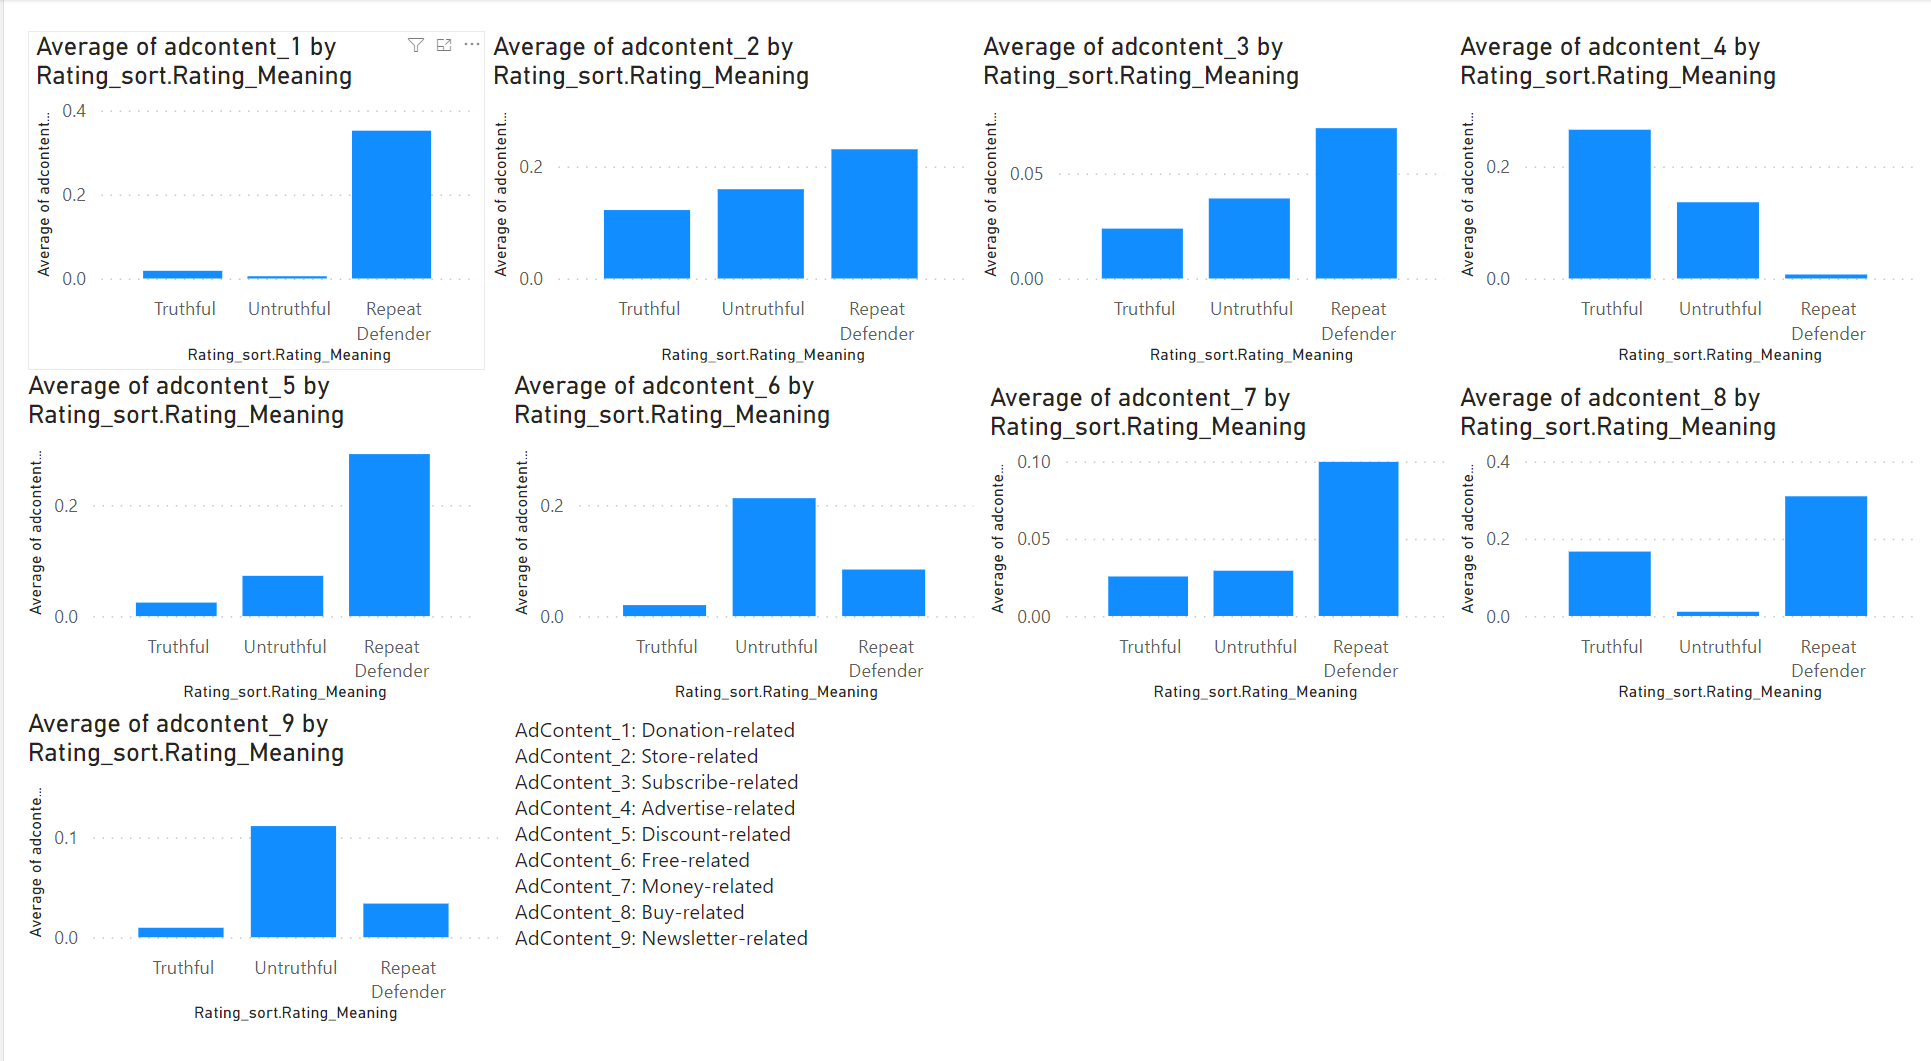 Average of adcontent_1 by
Rating_sort.Rating_Meaning
Average of adcontent...
0.4
0.2
0.0
Truthful
Untruthful
Repeat
Defender
Rating_sort.Rating_Meaning
Average of adcontent_2 by
Rating_sort.Rating_Meaning
Average of adcontent...
0.2
0.0
Truthful
Untruthful
Repeat
Defender
Rating_sort.Rating_Meaning
Average of adcontent_3 by
Rating_sort.Rating_Meaning
Average of adcontent...
0.05
0.00
Truthful
Untruthful
Repeat
Defender
Rating_sort.Rating_Meaning
Average of adcontent_4 by
Rating_sort.Rating_Meaning
Average of adcontent...
0.2
0.0
Truthful
Untruthful
Repeat
Defender
Rating_sort.Rating_Meaning
Average of adcontent_5 by
Rating_sort.Rating_Meaning
Average of adcontent...
0.2
0.0
Truthful
Untruthful
Repeat
Defender
Rating_sort.Rating_Meaning
Average of adcontent_6 by
Rating_sort.Rating_Meaning
Average of adcontent...
0.2
0.0
Truthful
Untruthful
Repeat
Defender
Rating_sort.Rating_Meaning
Average of adcontent_7 by
Rating_sort.Rating_Meaning
Average of adconte...
0.10
0.05
0.00
Truthful
Untruthful
Repeat
Defender
Rating_sort.Rating_Meaning
Average of adcontent_8 by
Rating_sort.Rating_Meaning
Average of adconte...
0.4
0.2
0.0
Truthful
Untruthful
Repeat
Defender
Rating_sort.Rating_Meaning
Average of adcontent_9 by
Rating_sort.Rating_Meaning
Average of adconte...
0.1
0.0
Truthful
Untruthful
Repeat
Defender
Rating_sort.Rating_Meaning
AdContent_1: Donation-related
AdContent_2: Store-related
AdContent_3: Subscribe-related
AdContent_4: Advertise-related
AdContent_5: Discount-related
AdContent_6: Free-related
AdContent_7: Money-related
AdContent_8: Buy-related
AdContent_9: Newsletter-related